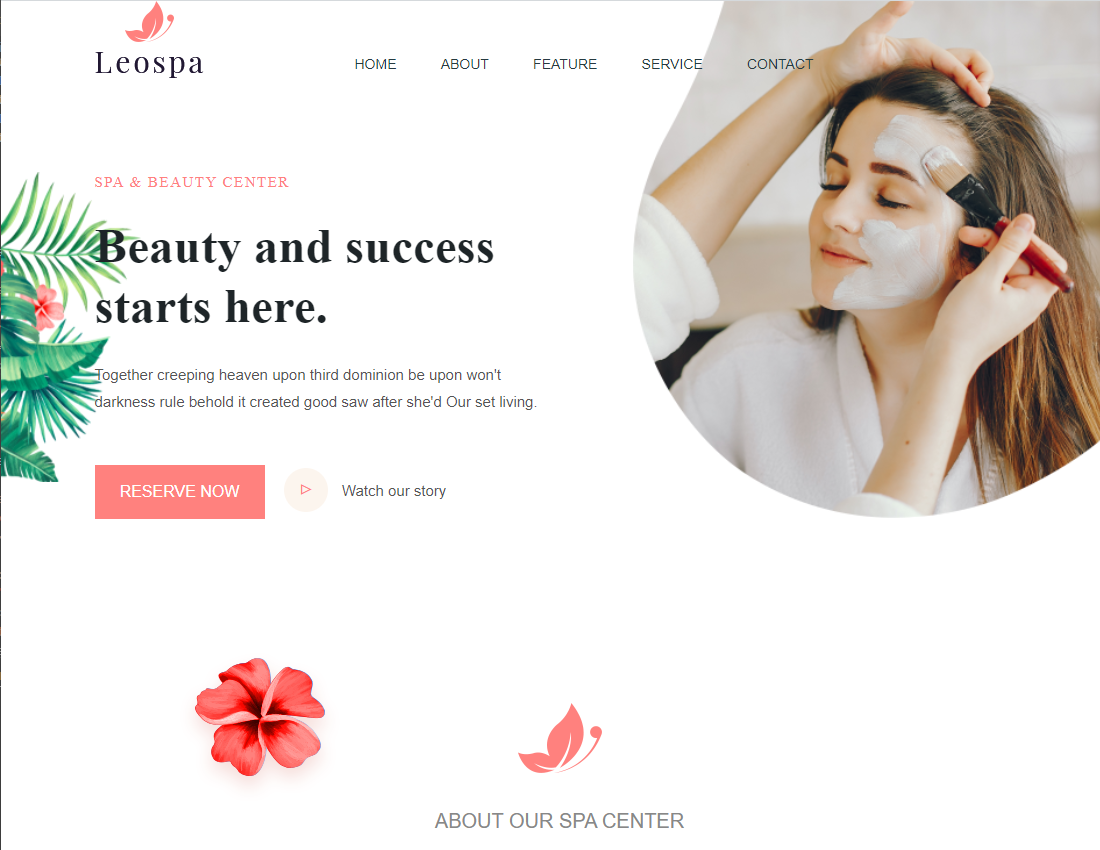 Leospa
HOME ABOUT FEATURE SERVICE CONTACT
SPA & BEAUTY CENTER
Beauty and success
starts here.
Together creeping heaven upon third dominion be upon won't
darkness rule behold it created good saw after she'd Our set living.
RESERVE NOW
Watch our story
ABOUT OUR SPA CENTER